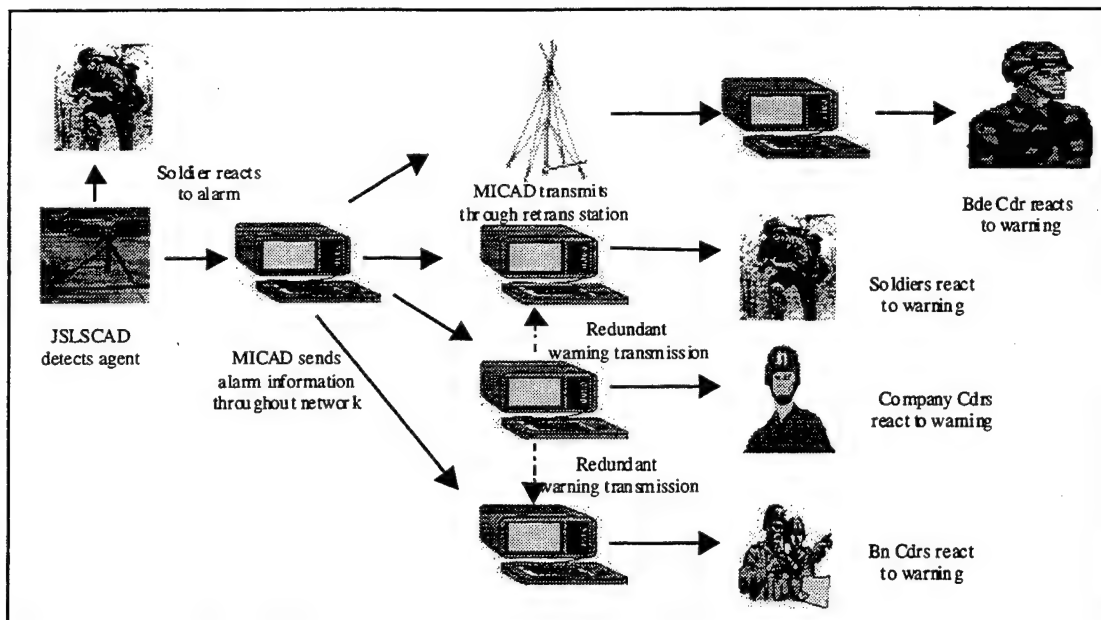 Soldier reacts
to alarm
MICAD transmits
through retrans station
Bde Cdr reacts
to warning
JSLSCAD
detects agent
MICAD sends
alarm information
throughout network
Redundant
warning transmission
Soldiers react
to warning
Company Cdrs
react to warning
Redundant
warning transmission
Bn Cdrs react
to warning